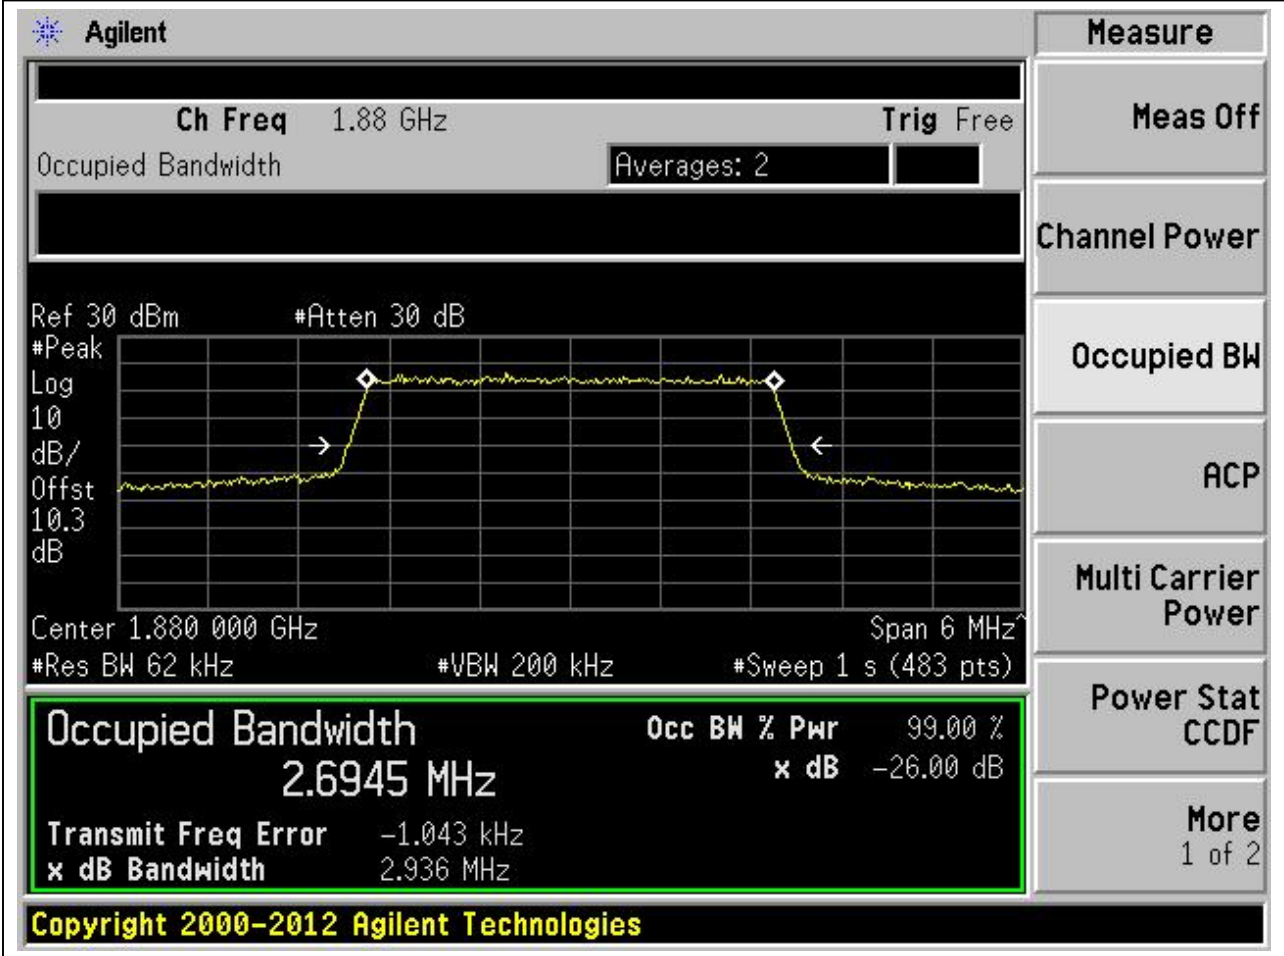 Agilent
Measure
Ch Freq 1.88 GHz Trig Free
Occupied Bandwidth Averages: 2
Meas Off
Channel Power
Occupied BW
ACP
Multi Carrier
Power
Power Stat
CCDF
More
1 of 2
Ref 30 dBm #Atten 30 dB
#Peak
Log
10
dB/
Offst
10.3
dB
Center 1.880 000 GHz Span 6 MHz^
#Res BW 62 kHz #VBW 200 kHz #Sweep 1 s (483 pts)
Occupied Bandwidth Occ BW % Pwr 99.00 %
2.6945 MHz x dB -26.00 dB
Transmit Freq Error -1.043 kHz
x dB Bandwidth 2.936 MHz
Copyright 2000-2012 Agilent Technologies